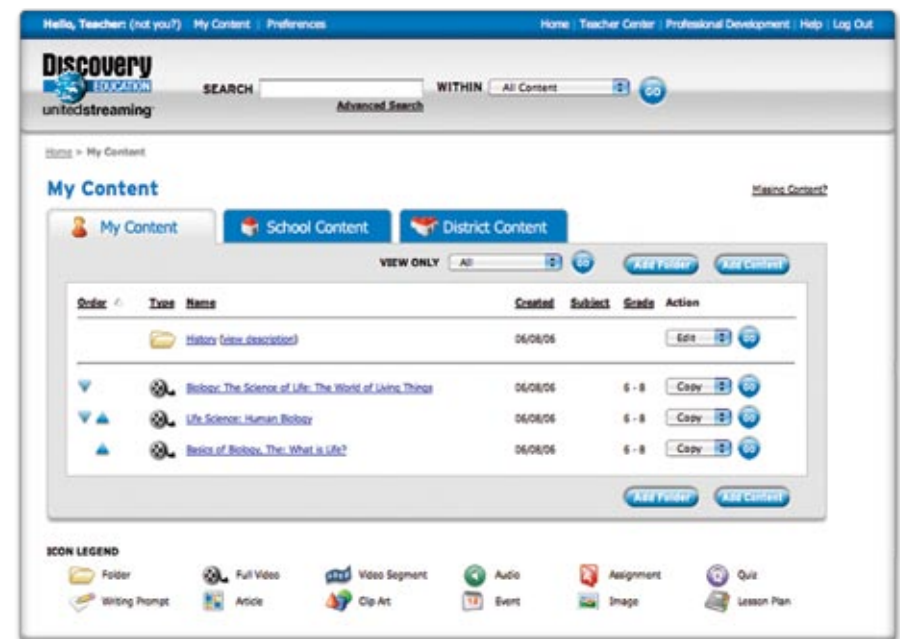 Hello, Teacher: (not you?) My Content | Preferences Home | Teacher Center | Professional Development | Help | Log Out
Discovery
EDUCATION
unitedstreaming
SEARCH WITHIN All Content GO
Advanced Search
Home > My Content
My Content
Missing Content?
My Content School Content District Content
VIEW ONLY All GO Add Folder Add Content
Order Type Name Created Subject Grade Action
History (view description) 06/08/06 Edit GO
Biology: The Science of Life: The World of Living Things 06/08/06 6 - 8 Copy GO
Life Science: Human Biology 06/08/06 6 - 8 Copy GO
Basics of Biology, The: What is Life? 06/08/06 6 - 8 Copy GO
Add Folder Add Content
ICON LEGEND
Folder Full Video Video Segment Audio Assignment Quiz
Writing Prompt Article Clip Art Event Image Lesson Plan